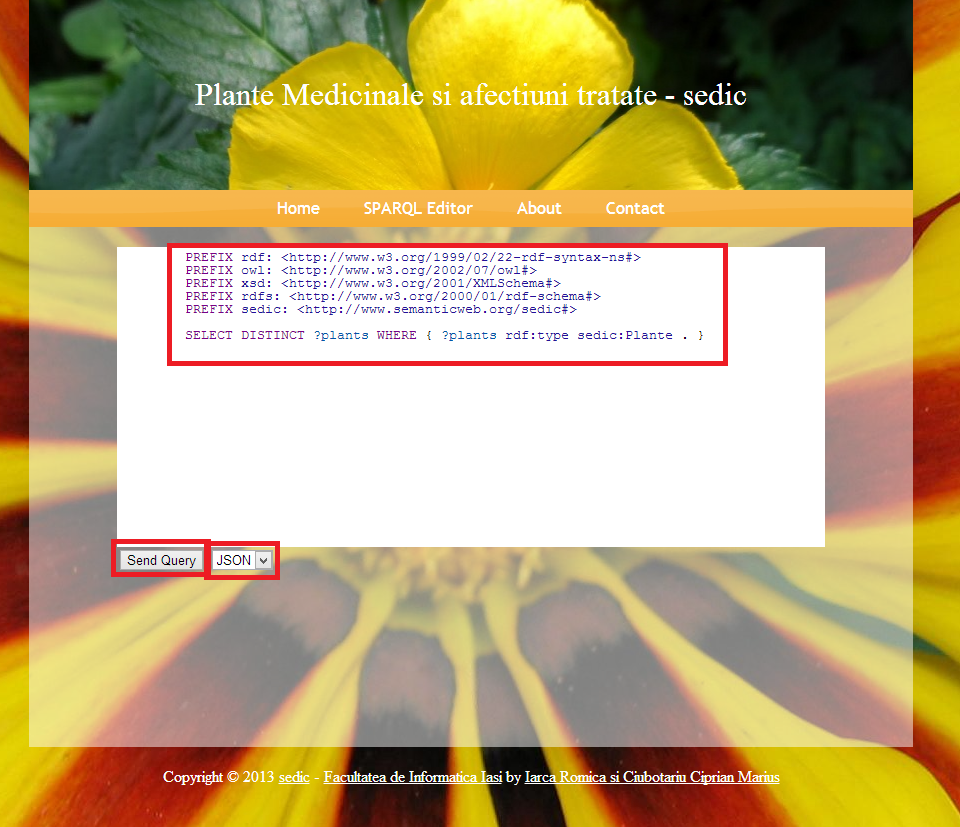 Plante Medicinale si afectiuni tratate - sedic
Home SPARQL Editor About Contact
PREFIX rdf: <http://www.w3.org/1999/02/22-rdf-syntax-ns#>
PREFIX owl: <http://www.w3.org/2002/07/owl#>
PREFIX xsd: <http://www.w3.org/2001/XMLSchema#>
PREFIX rdfs: <http://www.w3.org/2000/01/rdf-schema#>
PREFIX sedic: <http://www.semanticweb.org/sedic#>
SELECT DISTINCT ?plants WHERE { ?plants rdf:type sedic:Plante . }
Send Query JSON
Copyright © 2013 sedic - Facultatea de Informatica Iasi by Iarca Romica si Ciubotariu Ciprian Marius